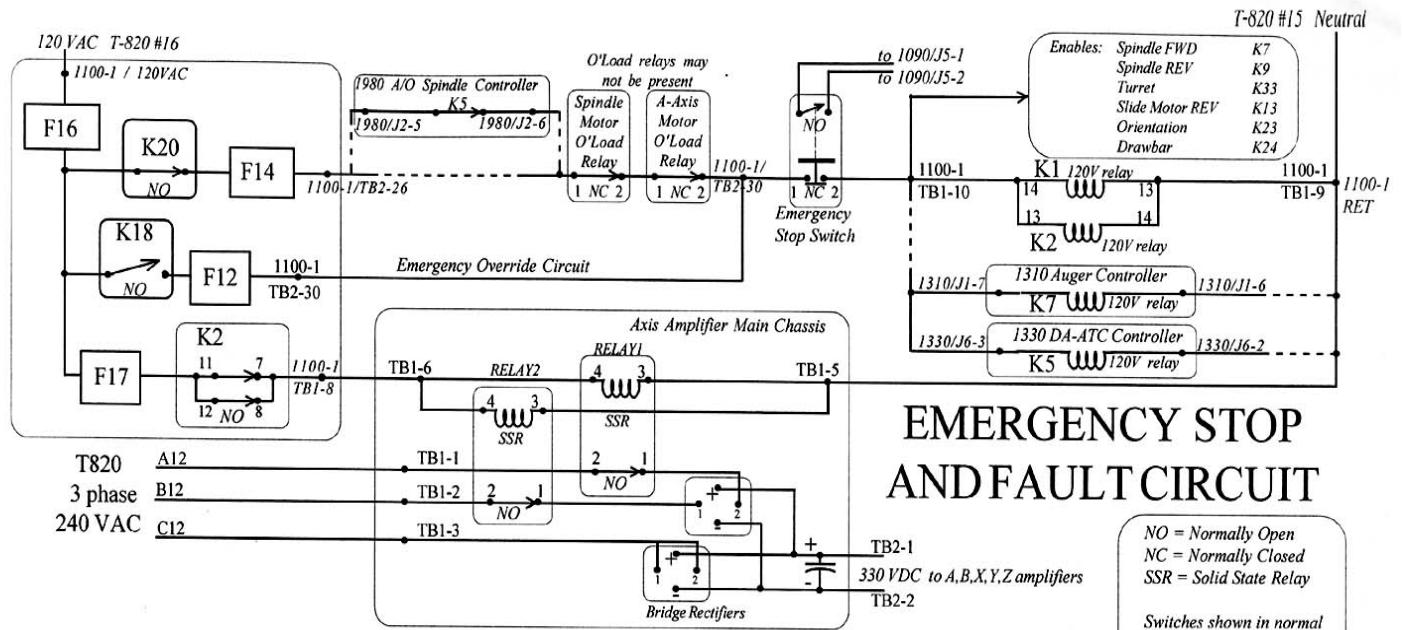 T-820 #15 Neutral
120 VAC T-820 #16
1100-1 / 120VAC
F16
K20
NO
F14
1100-1/TB2-26
1980 A/O Spindle Controller
K5
1980/J2-5
1980/J2-6
O'Load relays may
not be present
Spindle
Motor
O'Load
Relay
1 NC 2
A-Axis
Motor
O'Load
Relay
1 NC 2
1100-1/
TB2-30
to 1090/J5-1
to 1090/J5-2
NO
1 NC 2
Emergency
Stop Switch
Enables: Spindle FWD K7
Spindle REV K9
Turret K33
Slide Motor REV K13
Orientation K23
Drawbar K24
1100-1
TB1-10
K1 120V relay
14 13
13 14
K2 120V relay
1100-1
TB1-9
1100-1
RET
K18
NO
F12
1100-1
TB2-30
Emergency Override Circuit
1310/J1-7
1310 Auger Controller
K7 120V relay
1310/J1-6
1330/J6-3
1330 DA-ATC Controller
K5 120V relay
1330/J6-2
F17
K2
11 7
12 NO 8
1100-1
TB1-8
Axis Amplifier Main Chassis
TB1-6
RELAY2
4 3
SSR
RELAY1
4 3
SSR
TB1-5
T820
3 phase
240 VAC
A12
B12
C12
TB1-1
TB1-2
TB1-3
2 1
NO
2 1
NO
+
1 2
-
+
1 2
-
Bridge Rectifiers
+
-
TB2-1
330 VDC to A,B,X,Y,Z amplifiers
TB2-2
EMERGENCY STOP
AND FAULT CIRCUIT
NO = Normally Open
NC = Normally Closed
SSR = Solid State Relay
Switches shown in normal